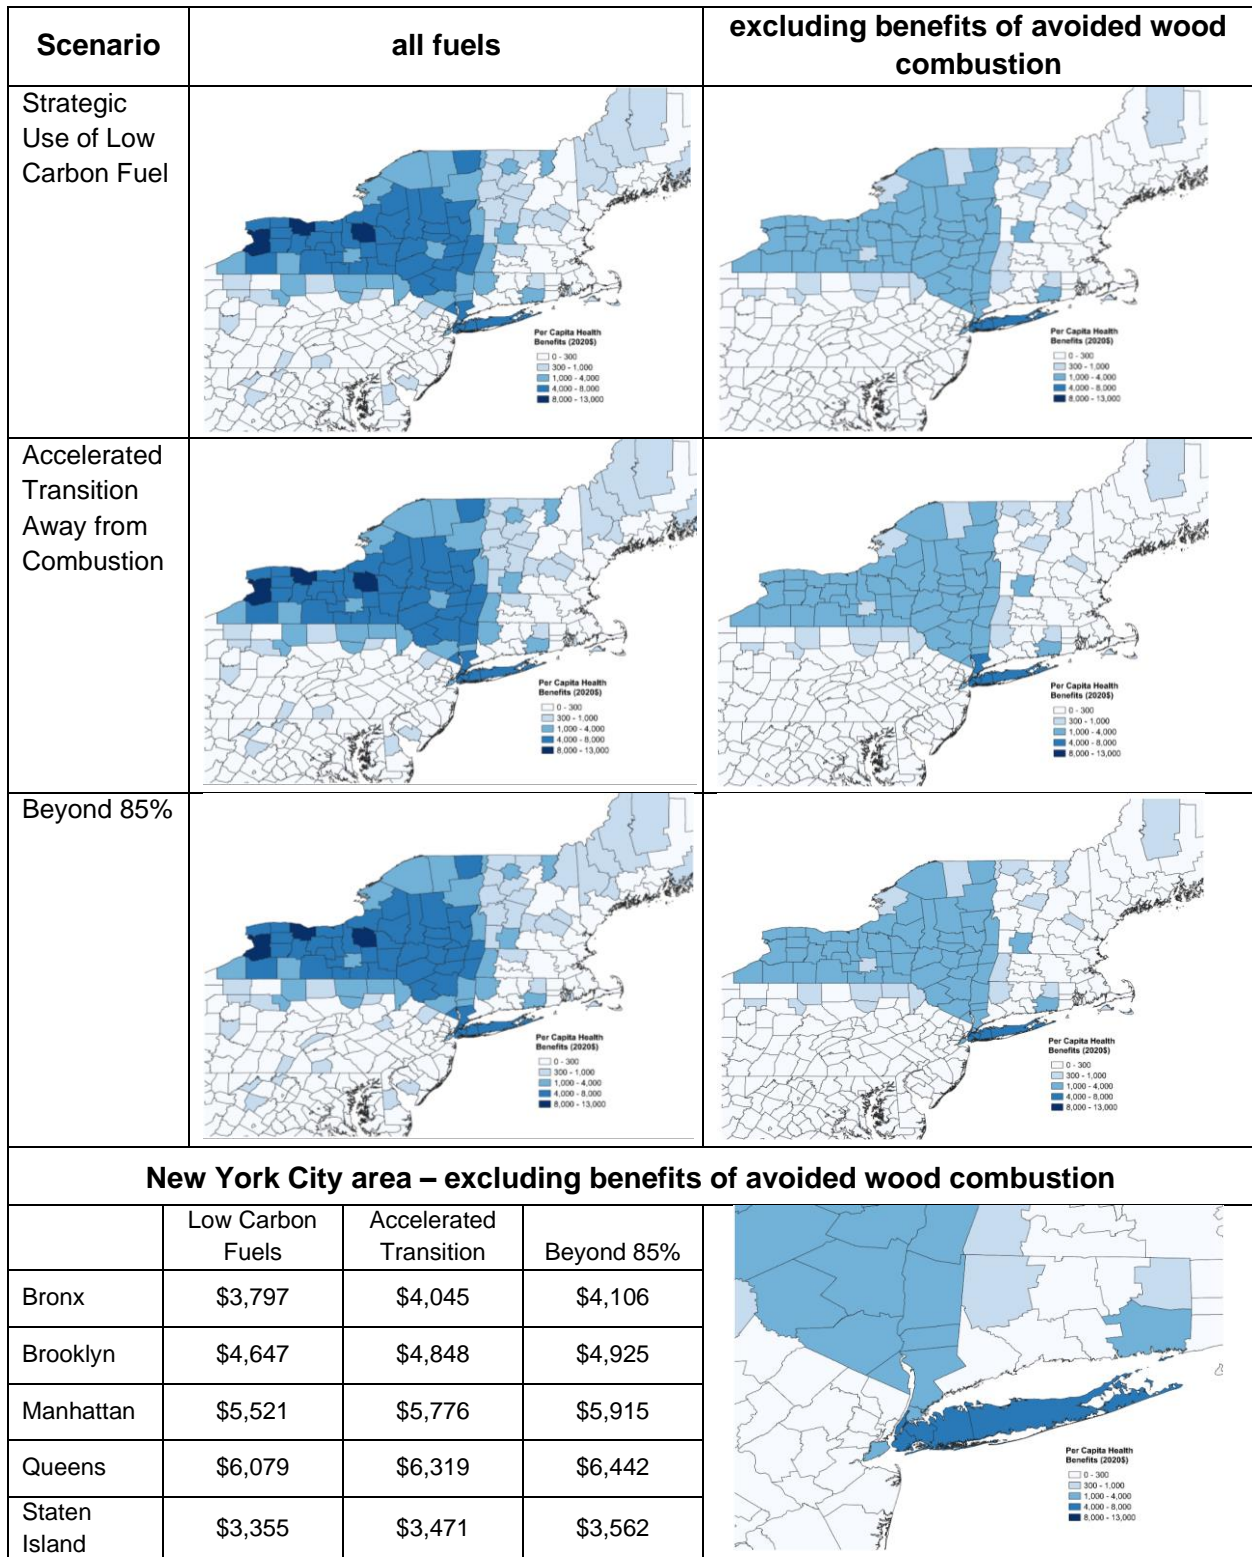 Scenario
all fuels
excluding benefits of avoided wood
combustion
Strategic
Use of Low
Carbon Fuel
Per Capita Health
Benefits (2020$)
0 - 300
300 - 1,000
1,000 - 4,000
4,000 - 8,000
8,000 - 13,000
Per Capita Health
Benefits (2020$)
0 - 300
300 - 1,000
1,000 - 4,000
4,000 - 8,000
8,000 - 13,000
Accelerated
Transition
Away from
Combustion
Per Capita Health
Benefits (2020$)
0 - 300
300 - 1,000
1,000 - 4,000
4,000 - 8,000
8,000 - 13,000
Per Capita Health
Benefits (2020$)
0 - 300
300 - 1,000
1,000 - 4,000
4,000 - 8,000
8,000 - 13,000
Beyond 85%
Per Capita Health
Benefits (2020$)
0 - 300
300 - 1,000
1,000 - 4,000
4,000 - 8,000
8,000 - 13,000
Per Capita Health
Benefits (2020$)
0 - 300
300 - 1,000
1,000 - 4,000
4,000 - 8,000
8,000 - 13,000
New York City area – excluding benefits of avoided wood combustion
Low Carbon
Fuels
Accelerated
Transition
Beyond 85%
Bronx $3,797 $4,045 $4,106
Brooklyn $4,647 $4,848 $4,925
Manhattan $5,521 $5,776 $5,915
Queens $6,079 $6,319 $6,442
Staten
Island
$3,355 $3,471 $3,562
Per Capita Health
Benefits (2020$)
0 - 300
300 - 1,000
1,000 - 4,000
4,000 - 8,000
8,000 - 13,000